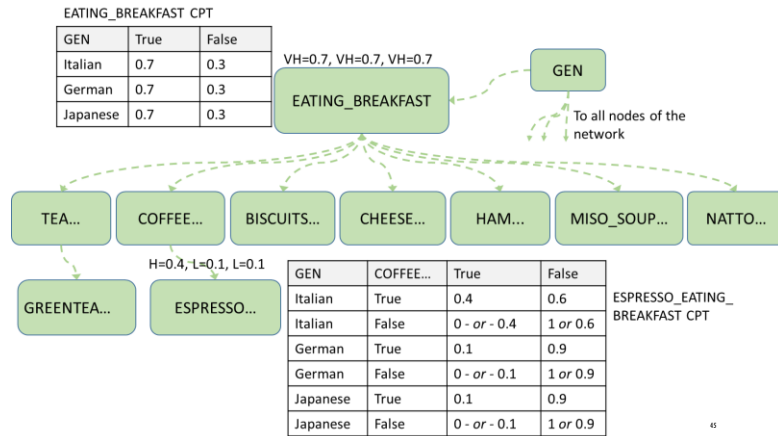 EATING_BREAKFAST CPT
GEN True False
Italian 0.7 0.3
German 0.7 0.3
Japanese 0.7 0.3
VH=0.7, VH=0.7, VH=0.7
EATING_BREAKFAST
GEN
To all nodes of the
network
TEA... COFFEE... BISCUITS... CHEESE... HAM... MISO_SOUP... NATTO...
H=0.4, L=0.1, L=0.1
GREENTEA... ESPRESSO...
GEN COFFEE... True False
Italian True 0.4 0.6
Italian False 0 - or - 0.4 1 or 0.6
German True 0.1 0.9
German False 0 - or - 0.1 1 or 0.9
Japanese True 0.1 0.9
Japanese False 0 - or - 0.1 1 or 0.9
ESPRESSO_EATING_
BREAKFAST CPT
45